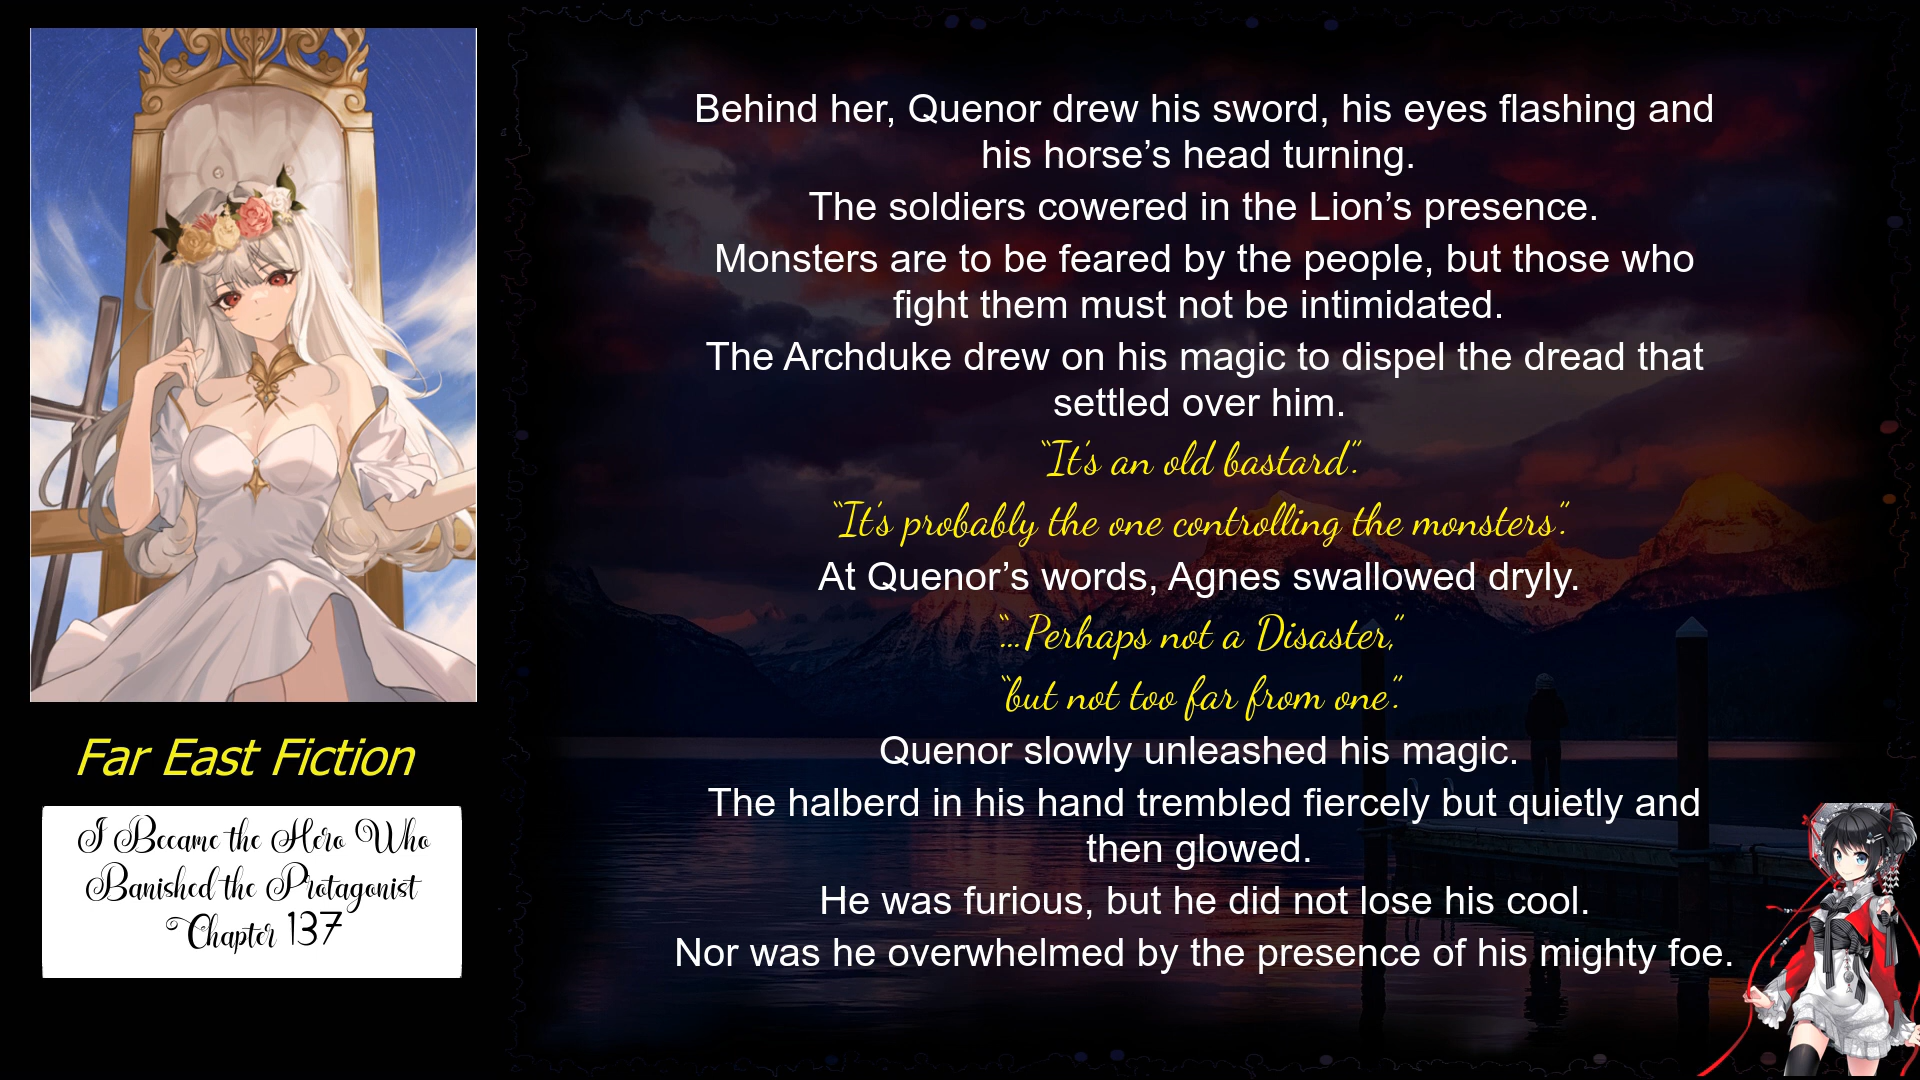 Behind her, Quenor drew his sword, his eyes flashing and
his horse’s head turning.
The soldiers cowered in the Lion’s presence.
Monsters are to be feared by the people, but those who
fight them must not be intimidated.
The Archduke drew on his magic to dispel the dread that
settled over him.
“It’s an old bastard”.
“It’s probably the one controlling the monsters”.
At Quenor’s words, Agnes swallowed dryly.
“…Perhaps not a Disaster,”
“but not too far from one”.
Quenor slowly unleashed his magic.
The halberd in his hand trembled fiercely but quietly and
then glowed.
He was furious, but he did not lose his cool.
Nor was he overwhelmed by the presence of his mighty foe.
Far East Fiction
I Became the Hero Who
Banished the Protagonist
Chapter 137